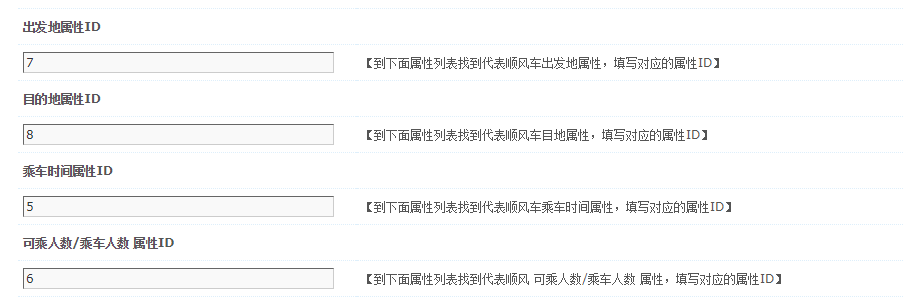 出发地属性ID
7 【到下面属性列表找到代表顺风车出发地属性，填写对应的属性ID】
目的地属性ID
8 【到下面属性列表找到代表顺风车目地属性，填写对应的属性ID】
乘车时间属性ID
5 【到下面属性列表找到代表顺风车乘车时间属性，填写对应的属性ID】
可乘人数/乘车人数 属性ID
6 【到下面属性列表找到代表顺风 可乘人数/乘车人数 属性，填写对应的属性ID】